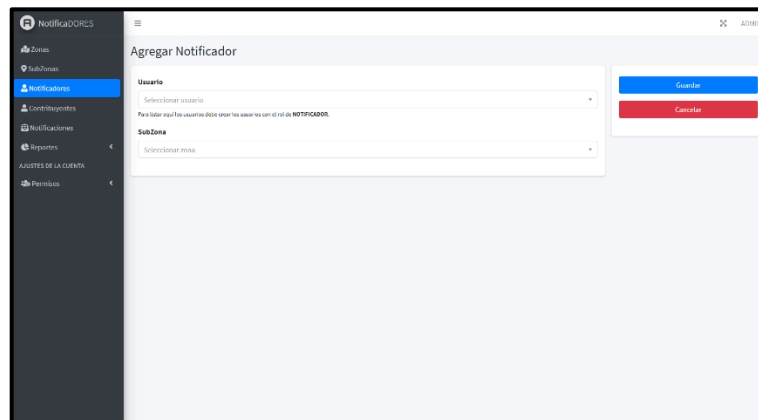 NotificaDORES
Zonas
SubZonas
Notificadores
Contribuyentes
Notificaciones
Reportes
AJUSTES DE LA CUENTA
Permisos
Agregar Notificador
Usuario
Seleccionar usuario
Para listar aquí los usuarios debe crear los usuarios con el rol de NOTIFICADOR.
SubZona
Seleccionar zona
Guardar
Cancelar